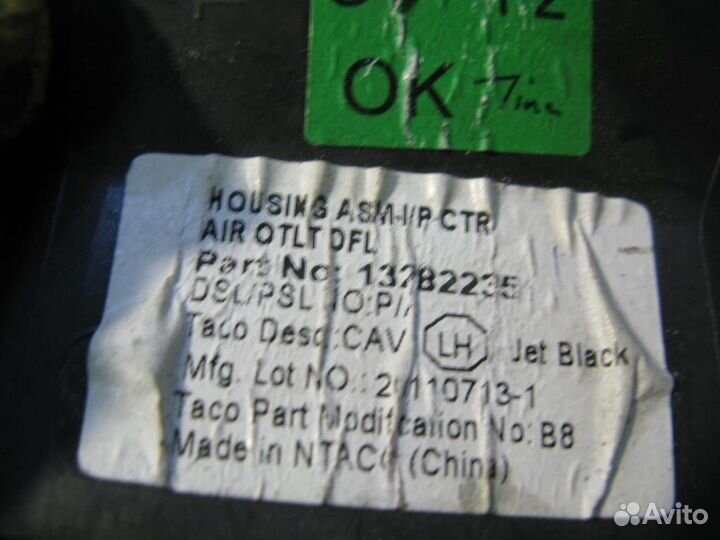 OK
HOUSING ASM-I/P CTR
AIR OTLT DFL
Part No: 13282235
DSL/PSL NO:P/
Taco Desc:CAV LH Jet Black
Mfg. Lot NO.: 20110713-1
Taco Part Modification No: B8
Made in NTACO (China)
Avito